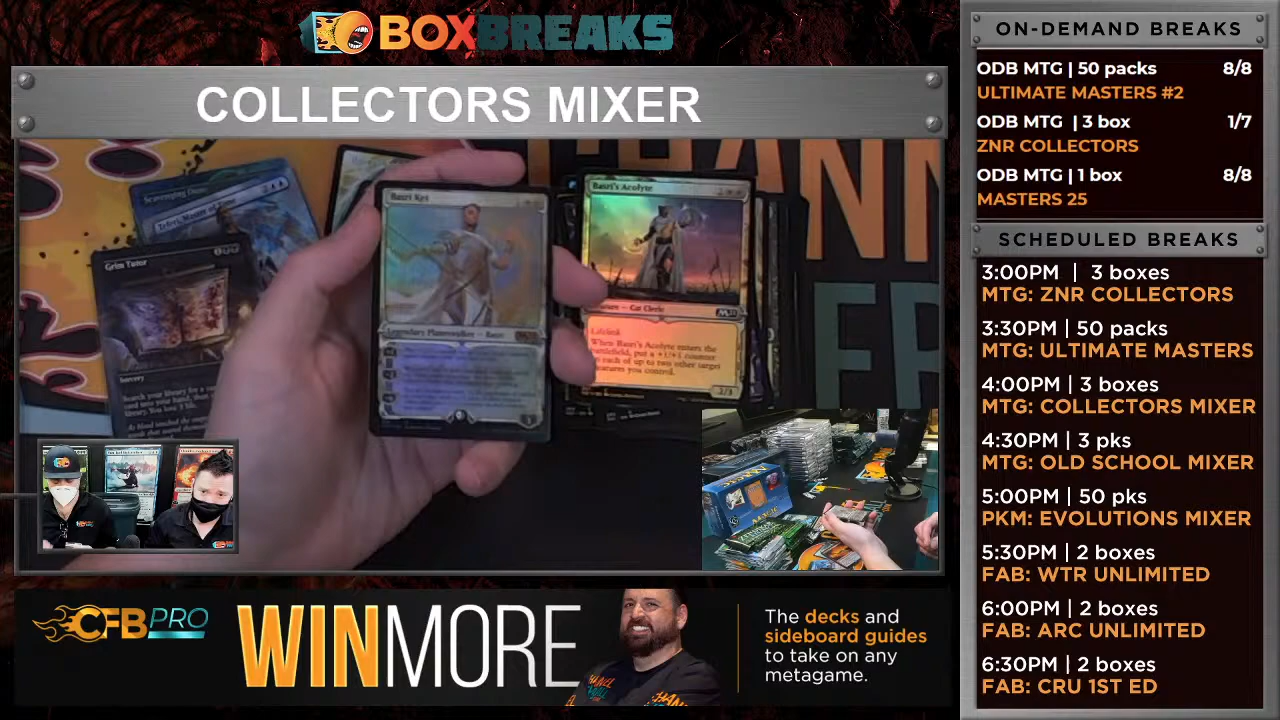 BOXBREAKS
COLLECTORS MIXER
Basri Ket
Legendary Planeswalker — Basri
Basri's Acolyte
Lifelink
When Basri's Acolyte enters the
battlefield, put a +1/+1 counter
on each of up to two other target
creatures you control.
Grim Tutor
Sorcery
Teferi, Master of Time
CFB PRO
WINMORE
The decks and
sideboard guides
to take on any
metagame.
ON-DEMAND BREAKS
ODB MTG | 50 packs 8/8
ULTIMATE MASTERS #2
ODB MTG | 3 box 1/7
ZNR COLLECTORS
ODB MTG | 1 box 8/8
MASTERS 25
SCHEDULED BREAKS
3:00PM | 3 boxes
MTG: ZNR COLLECTORS
3:30PM | 50 packs
MTG: ULTIMATE MASTERS
4:00PM | 3 boxes
MTG: COLLECTORS MIXER
4:30PM | 3 pks
MTG: OLD SCHOOL MIXER
5:00PM | 50 pks
PKM: EVOLUTIONS MIXER
5:30PM | 2 boxes
FAB: WTR UNLIMITED
6:00PM | 2 boxes
FAB: ARC UNLIMITED
6:30PM | 2 boxes
FAB: CRU 1ST ED